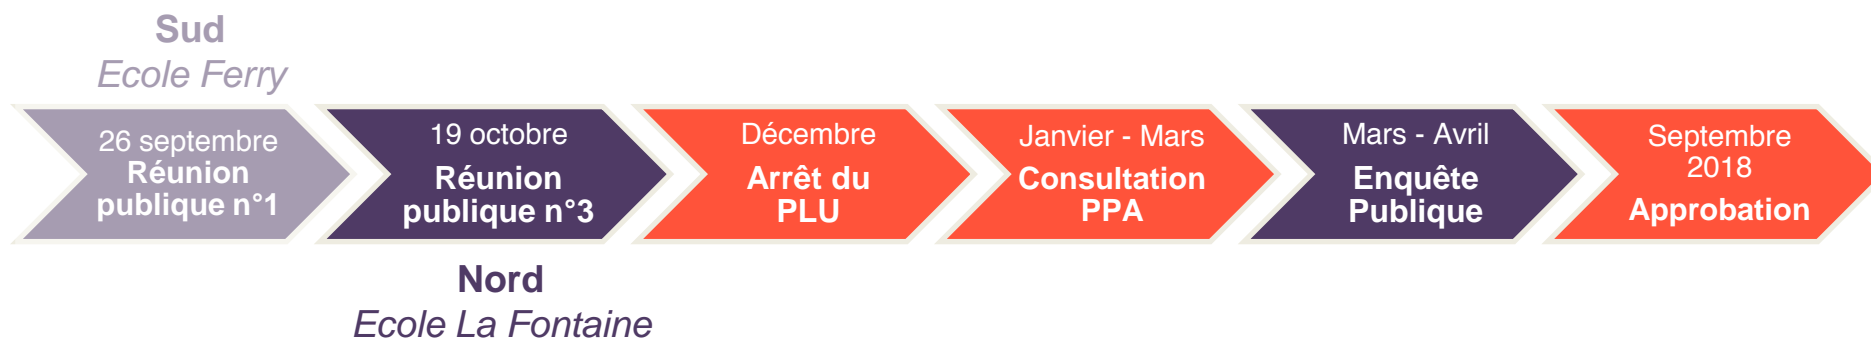 Sud
Ecole Ferry
26 septembre
Réunion
publique n°1
19 octobre
Réunion
publique n°3
Décembre
Arrêt du
PLU
Janvier - Mars
Consultation
PPA
Mars - Avril
Enquête
Publique
Septembre
2018
Approbation
Nord
Ecole La Fontaine